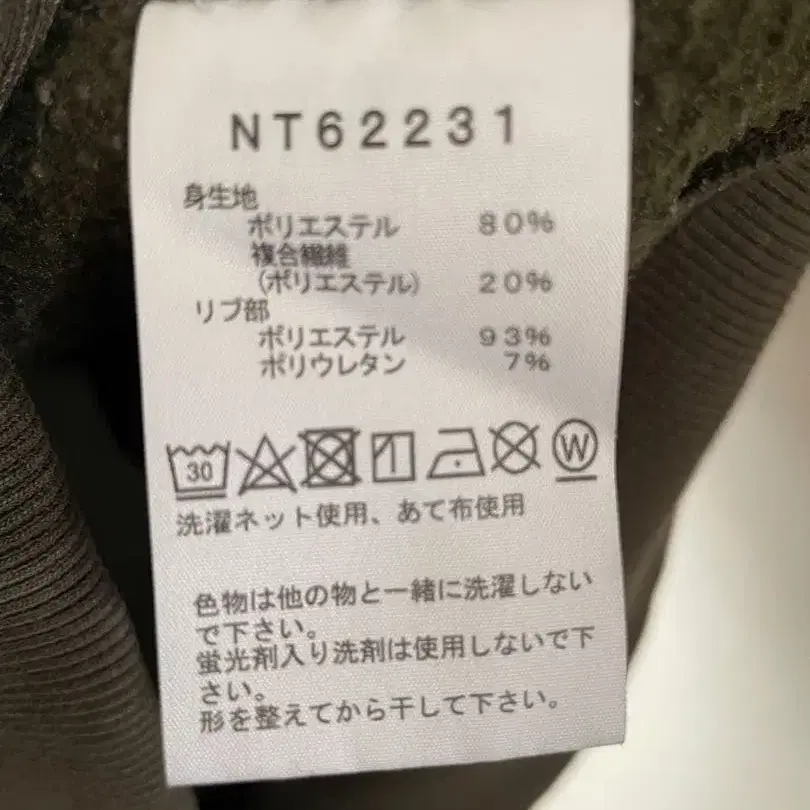 NT62231
身生地
ポリエステル 80%
複合繊維
(ポリエステル) 20%
リブ部
ポリエステル 93%
ポリウレタン 7%
30 W
洗濯ネット使用、あて布使用
色物は他の物と一緒に洗濯しない
で下さい。
蛍光剤入り洗剤は使用しないで下
さい。
形を整えてから干して下さい。